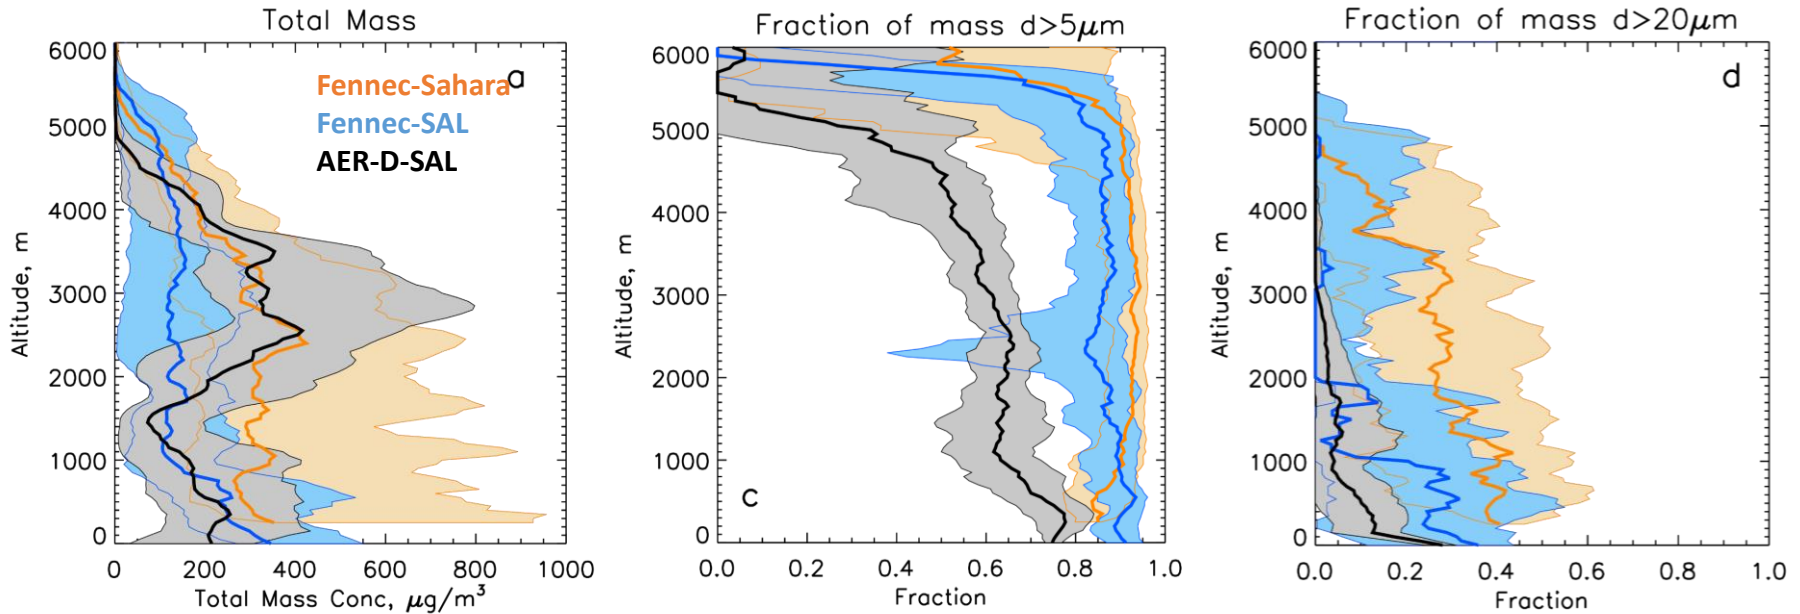 Total Mass
6000
5000
4000
3000
2000
1000
0
Altitude, m
Fennec-Sahara
a
Fennec-SAL
AER-D-SAL
0 200 400 600 800 1000
Total Mass Conc, μg/m³
Fraction of mass d>5μm
6000
5000
4000
3000
2000
1000
0
Altitude, m
c
0.0 0.2 0.4 0.6 0.8 1.0
Fraction
Fraction of mass d>20μm
6000
5000
4000
3000
2000
1000
0
Altitude, m
d
0.0 0.2 0.4 0.6 0.8 1.0
Fraction